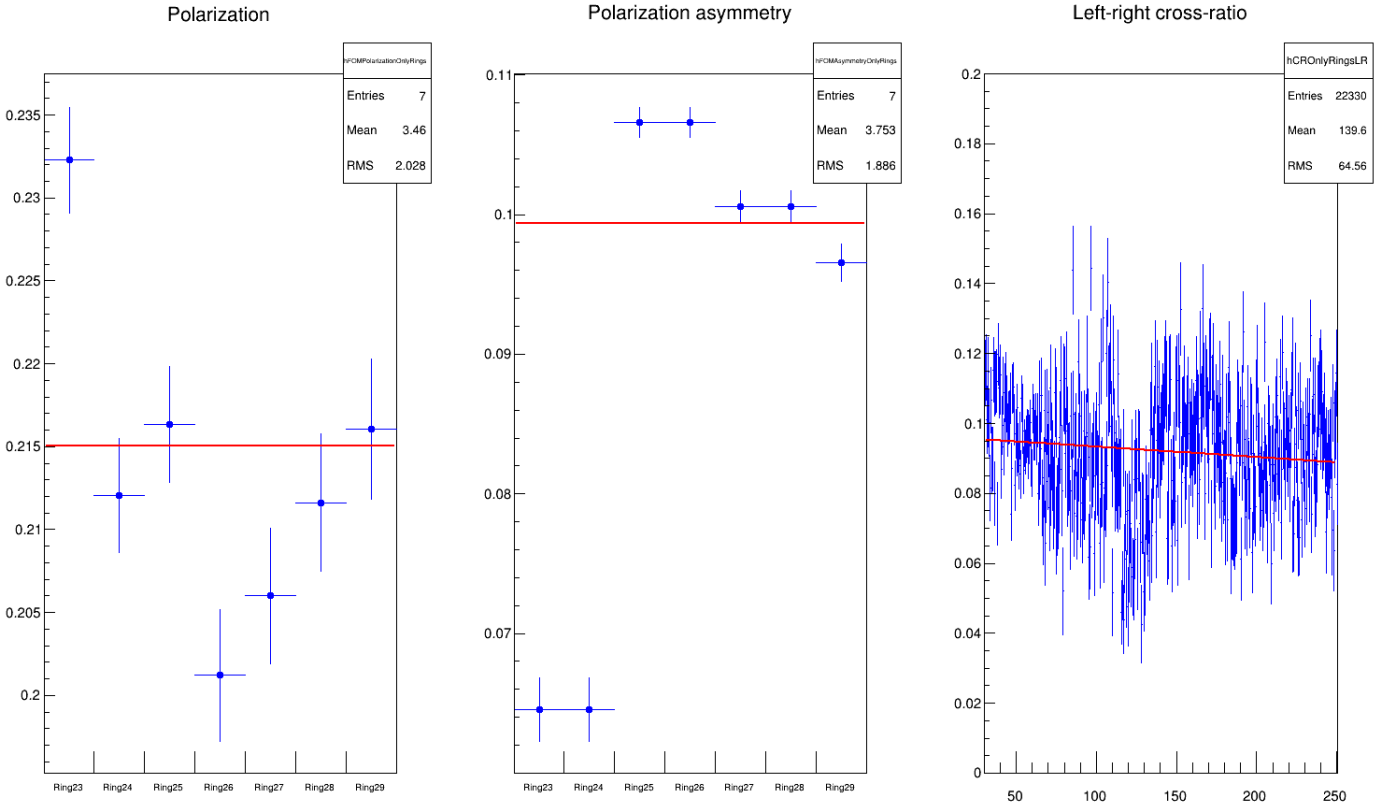 Polarization
hFOMPolarizationOnlyRings
Entries 7
Mean 3.46
RMS 2.028
0.235
0.23
0.225
0.22
0.215
0.21
0.205
0.2
Ring23 Ring24 Ring25 Ring26 Ring27 Ring28 Ring29
Polarization asymmetry
hFOMAsymmetryOnlyRings
Entries 7
Mean 3.753
RMS 1.886
0.11
0.1
0.09
0.08
0.07
Ring23 Ring24 Ring25 Ring26 Ring27 Ring28 Ring29
Left-right cross-ratio
hCROnlyRingsLR
Entries 22330
Mean 139.6
RMS 64.56
0.2
0.18
0.16
0.14
0.12
0.1
0.08
0.06
0.04
0.02
0
50 100 150 200 250